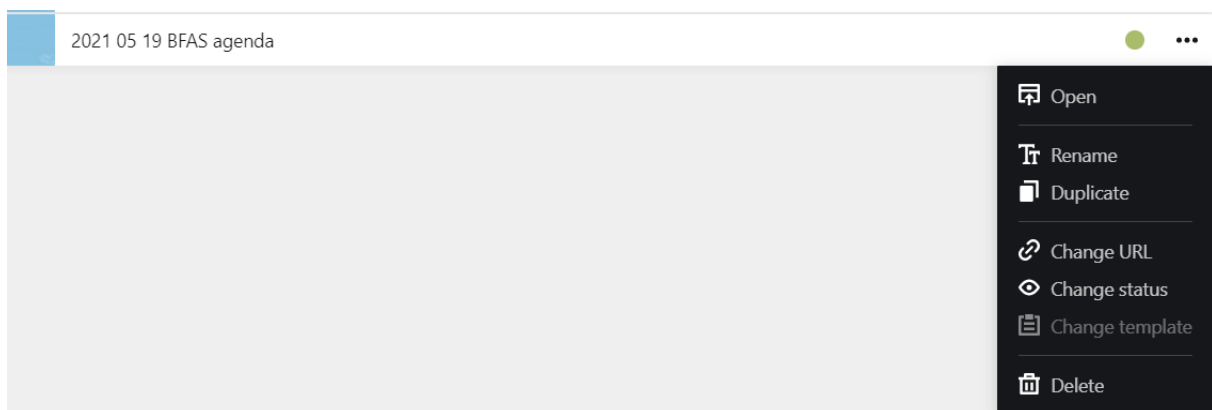 2021 05 19 BFAS agenda
Open
Rename
Duplicate
Change URL
Change status
Change template
Delete